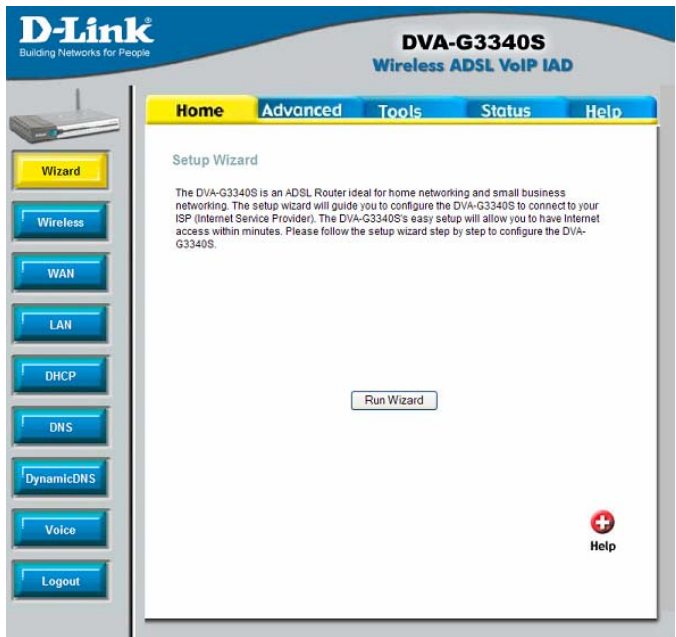 D-Link
Building Networks for People
DVA-G3340S
Wireless ADSL VoIP IAD
Home Advanced Tools Status Help
Wizard
Wireless
WAN
LAN
DHCP
DNS
DynamicDNS
Voice
Logout
Setup Wizard
The DVA-G3340S is an ADSL Router ideal for home networking and small business
networking. The setup wizard will guide you to configure the DVA-G3340S to connect to your
ISP (Internet Service Provider). The DVA-G3340S's easy setup will allow you to have Internet
access within minutes. Please follow the setup wizard step by step to configure the DVA-
G3340S.
Run Wizard
Help